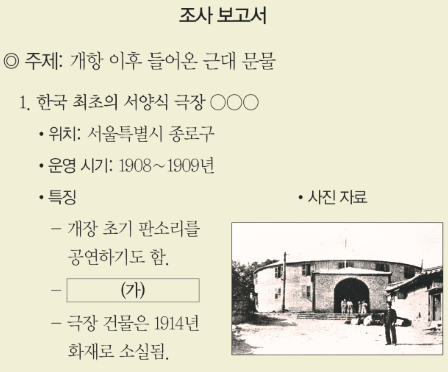 조사 보고서
◎ 주제: 개항 이후 들어온 근대 문물
1. 한국 최초의 서양식 극장 ○○○
• 위치: 서울특별시 종로구
• 운영 시기: 1908~1909년
• 특징
• 사진 자료
- 개장 초기 판소리를
공연하기도 함.
- (가)
- 극장 건물은 1914년
화재로 소실됨.